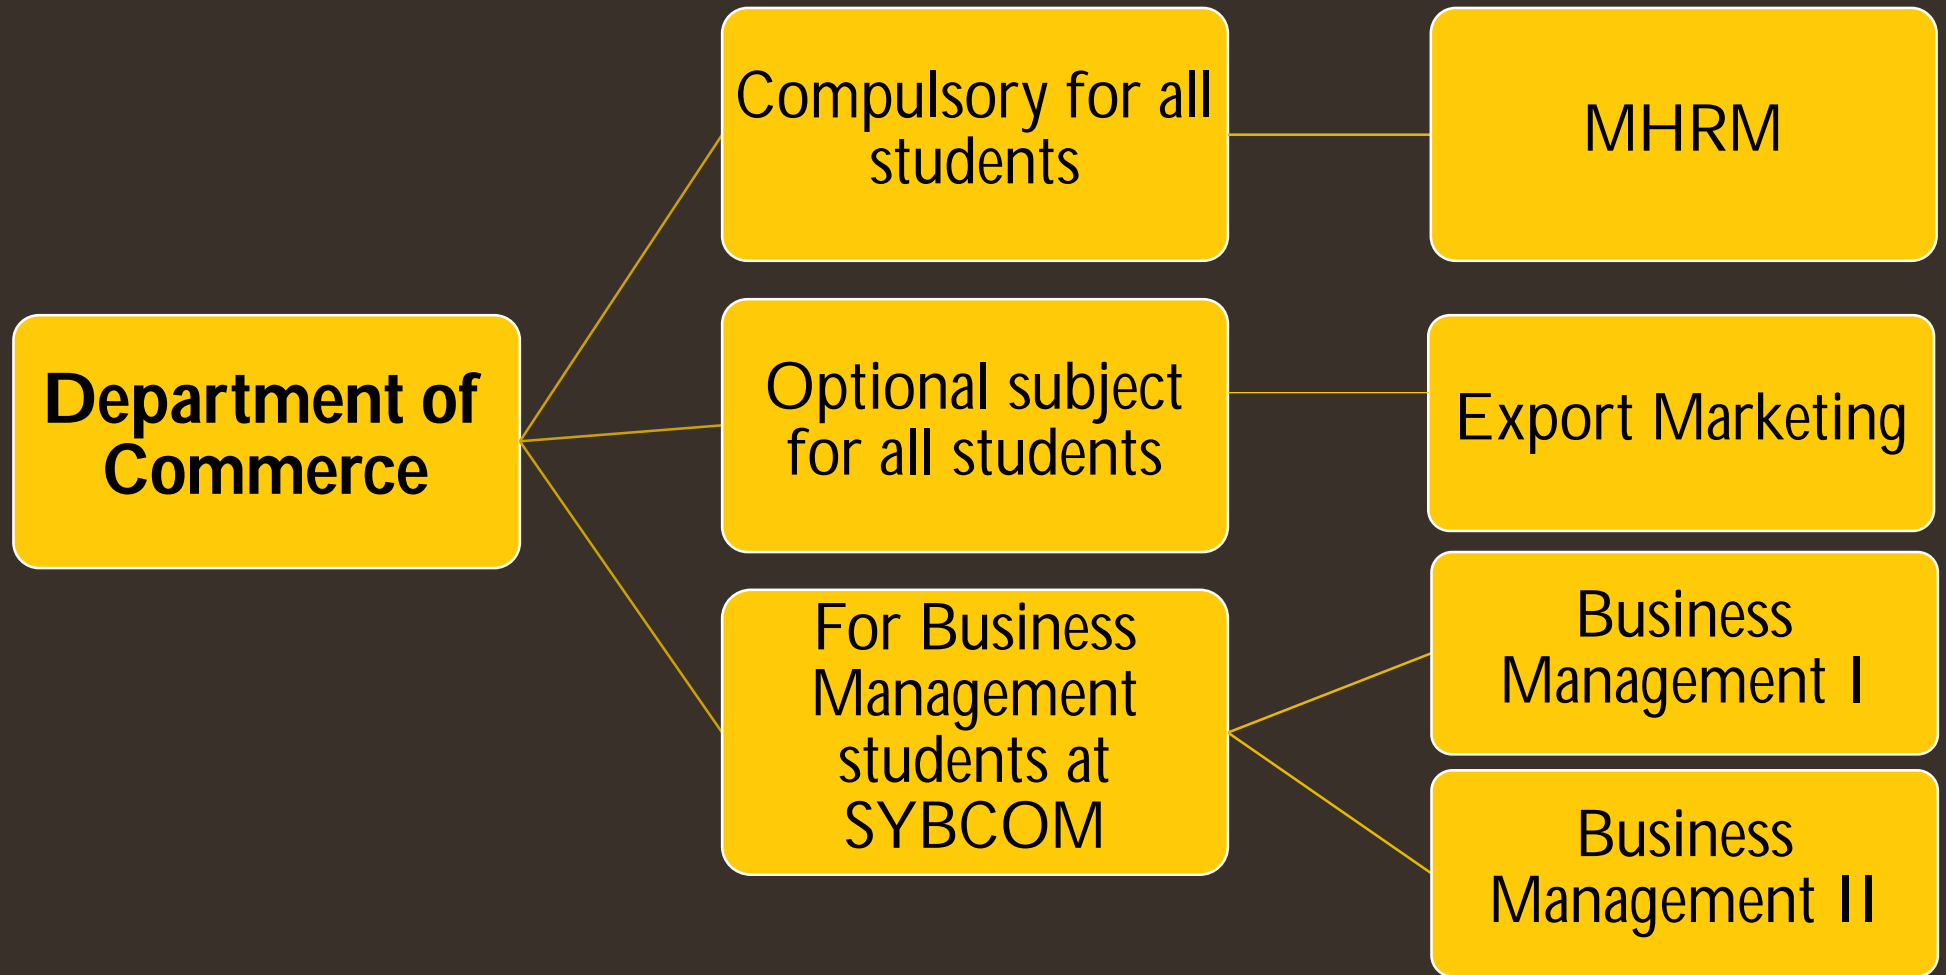 Department of
Commerce
Compulsory for all
students
MHRM
Optional subject
for all students
Export Marketing
For Business
Management
students at
SYBCOM
Business
Management I
Business
Management II